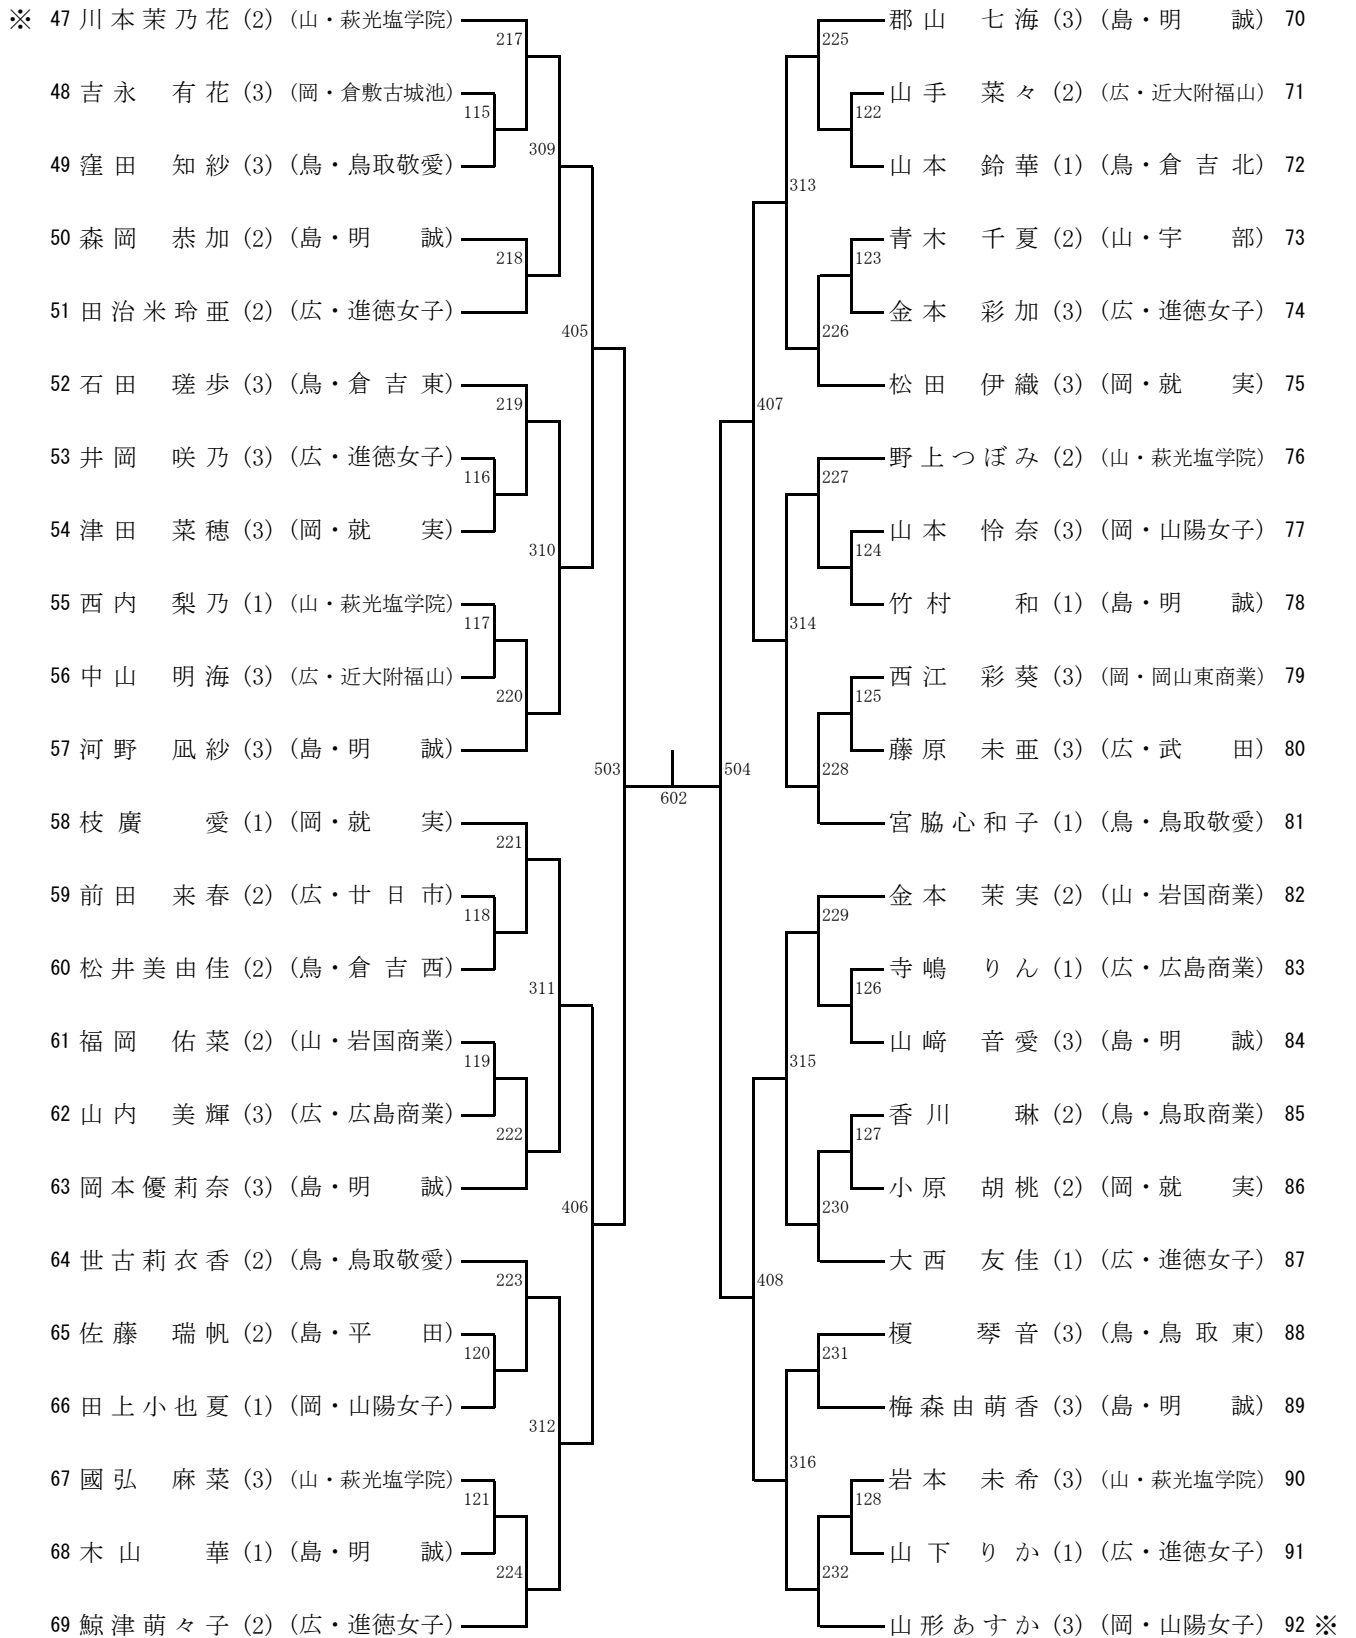 ※ 47 川本茉乃花 (2) (山・萩光塩学院)
217
48 吉永 有花 (3) (岡・倉敷古城池)
115
309
49 窪田 知紗 (3) (鳥・鳥取敬愛)
50 森岡 恭加 (2) (島・明 誠)
218
51 田治米玲亜 (2) (広・進徳女子)
405
52 石田 瑳歩 (3) (鳥・倉吉東)
219
53 井岡 咲乃 (3) (広・進徳女子)
116
54 津田 菜穂 (3) (岡・就 実)
310
55 西内 梨乃 (1) (山・萩光塩学院)
117
56 中山 明海 (3) (広・近大附福山)
220
57 河野 凪紗 (3) (島・明 誠)
503
58 枝廣 愛 (1) (岡・就 実)
221
59 前田 来春 (2) (広・廿日市)
118
60 松井美由佳 (2) (鳥・倉吉西)
311
61 福岡 佑菜 (2) (山・岩国商業)
119
62 山内 美輝 (3) (広・広島商業)
222
63 岡本優莉奈 (3) (島・明 誠)
406
64 世古莉衣香 (2) (鳥・鳥取敬愛)
223
65 佐藤 瑞帆 (2) (島・平 田)
120
66 田上小也夏 (1) (岡・山陽女子)
312
67 國弘 麻菜 (3) (山・萩光塩学院)
121
68 木山 華 (1) (島・明 誠)
224
69 鯨津萌々子 (2) (広・進徳女子)
602
郡山 七海 (3) (島・明 誠) 70
225
山手 菜々 (2) (広・近大附福山) 71
122
山本 鈴華 (1) (鳥・倉吉北) 72
313
青木 千夏 (2) (山・宇 部) 73
123
金本 彩加 (3) (広・進徳女子) 74
226
松田 伊織 (3) (岡・就 実) 75
407
野上つぼみ (2) (山・萩光塩学院) 76
227
山本 怜奈 (3) (岡・山陽女子) 77
124
竹村 和 (1) (島・明 誠) 78
314
西江 彩葵 (3) (岡・岡山東商業) 79
125
藤原 未亜 (3) (広・武 田) 80
504
228
宮脇心和子 (1) (鳥・鳥取敬愛) 81
金本 茉実 (2) (山・岩国商業) 82
229
寺嶋 りん (1) (広・広島商業) 83
126
山﨑 音愛 (3) (島・明 誠) 84
315
香川 琳 (2) (鳥・鳥取商業) 85
127
小原 胡桃 (2) (岡・就 実) 86
230
大西 友佳 (1) (広・進徳女子) 87
408
榎 琴音 (3) (鳥・鳥取東) 88
231
梅森由萌香 (3) (島・明 誠) 89
316
岩本 未希 (3) (山・萩光塩学院) 90
128
山下 りか (1) (広・進徳女子) 91
232
山形あすか (3) (岡・山陽女子) 92 ※